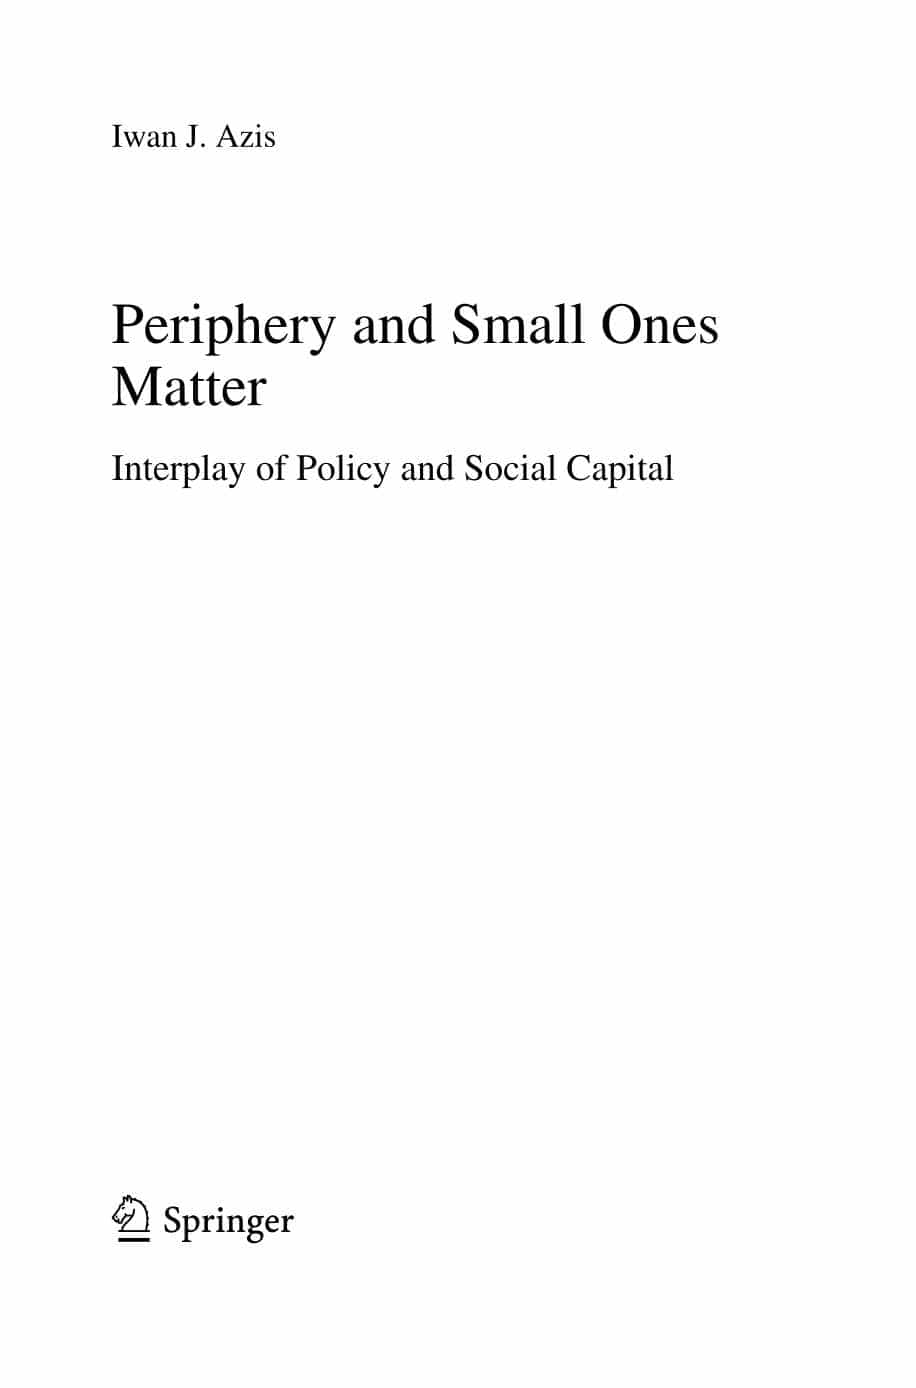 Iwan J. Azis
Periphery and Small Ones
Matter
Interplay of Policy and Social Capital
Springer